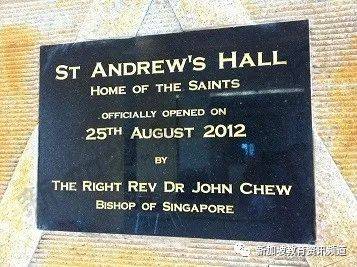 ST ANDREW'S HALL
HOME OF THE SAINTS
OFFICIALLY OPENED ON
25TH AUGUST 2012
BY
THE RIGHT REV DR JOHN CHEW
BISHOP OF SINGAPORE
新加坡教育资讯频道